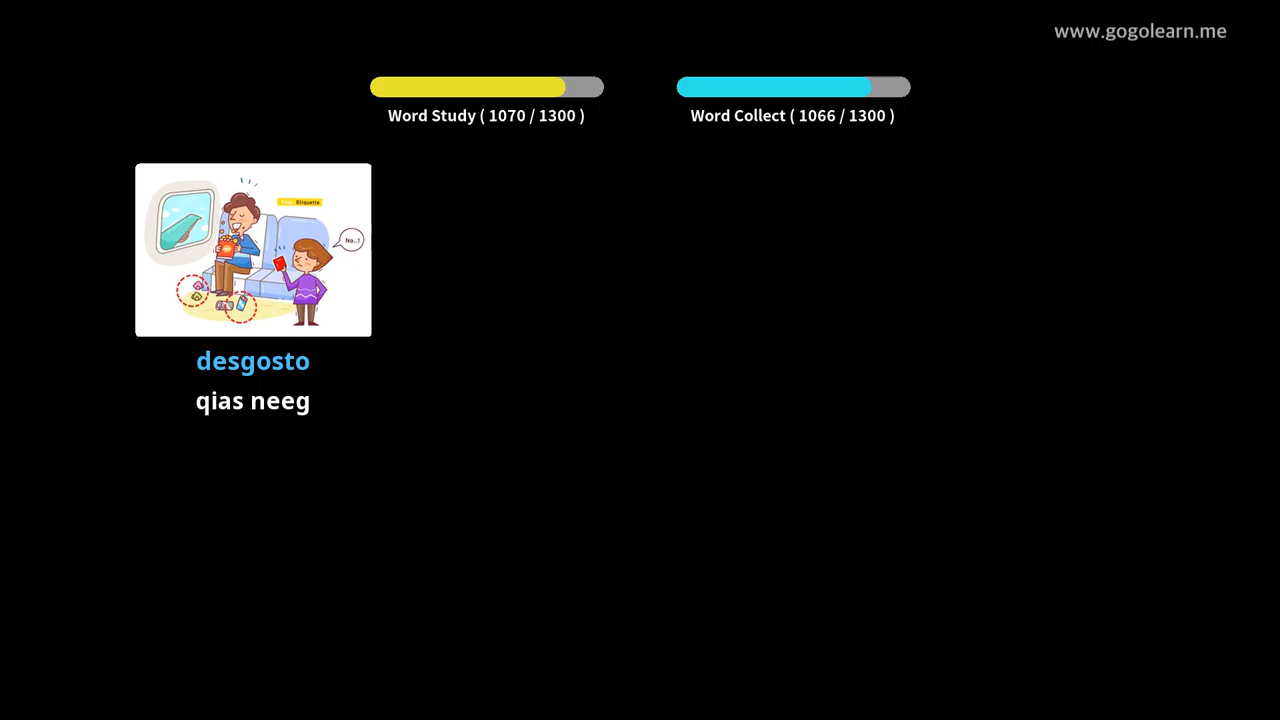 www.gogolearn.me
Word Study ( 1070 / 1300 )
Word Collect ( 1066 / 1300 )
Etiquette
No..!
desgosto
qias neeg